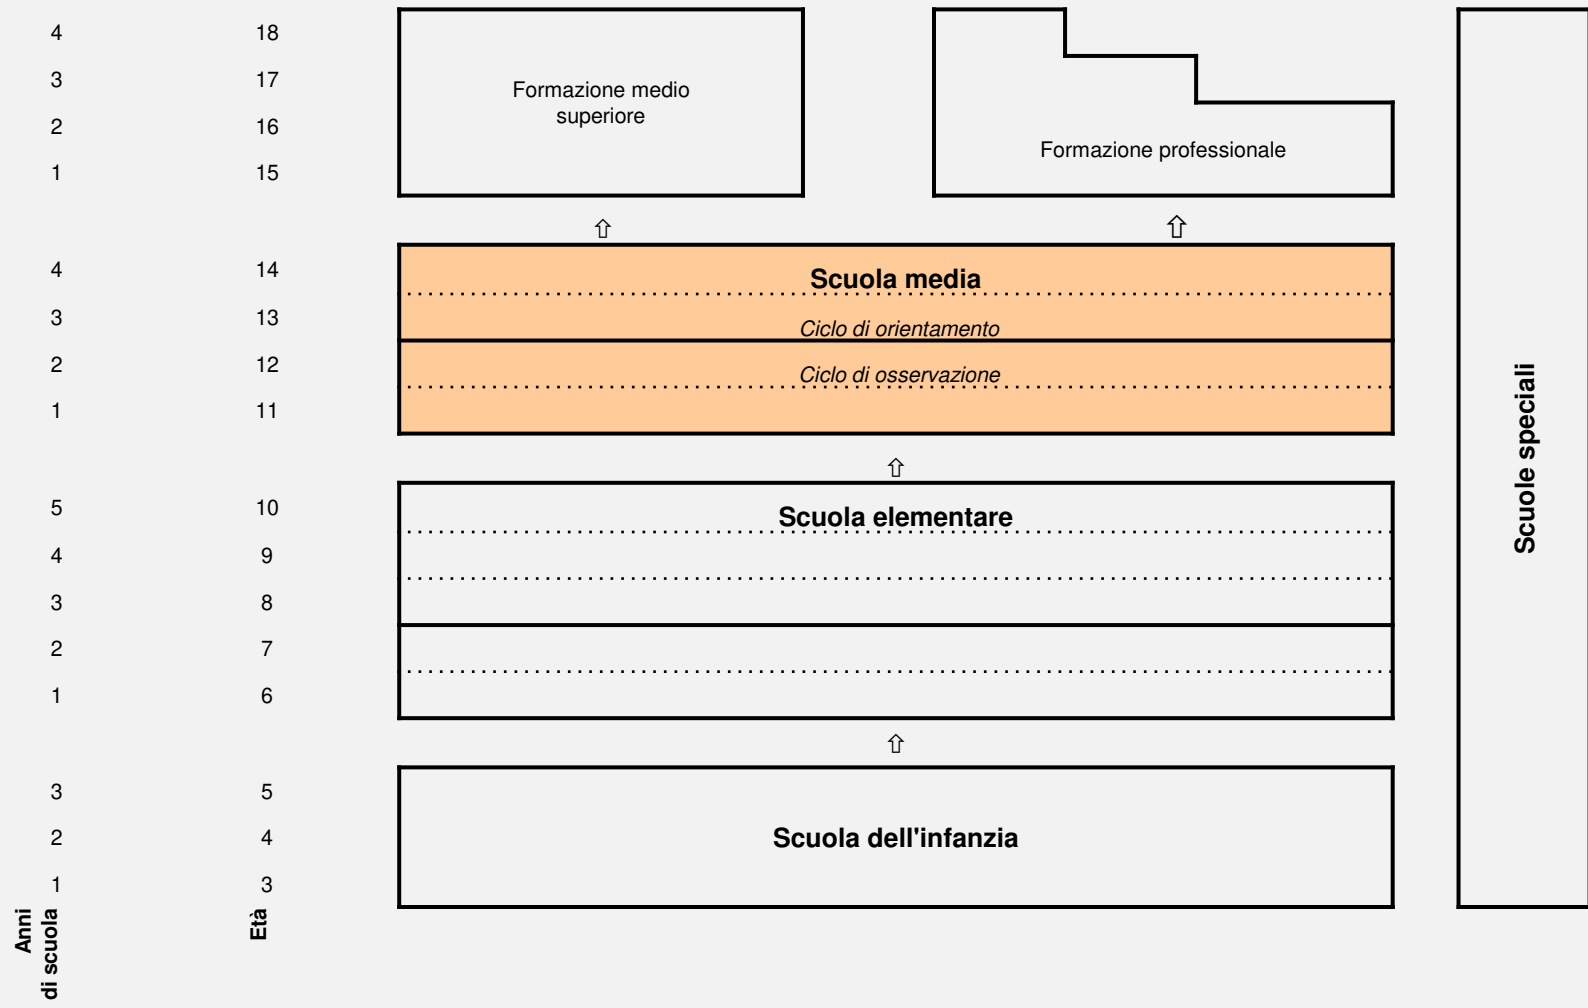 4 18
3 17
Formazione medio
superiore
2 16
Formazione professionale
1 15
⇧ ⇧
4 14 Scuola media
3 13 Ciclo di orientamento
2 12 Ciclo di osservazione
1 11
⇧
5 10 Scuola elementare
4 9
3 8
2 7
1 6
⇧
3 5
2 4 Scuola dell'infanzia
1 3
Anni
di scuola
Età
Scuole speciali